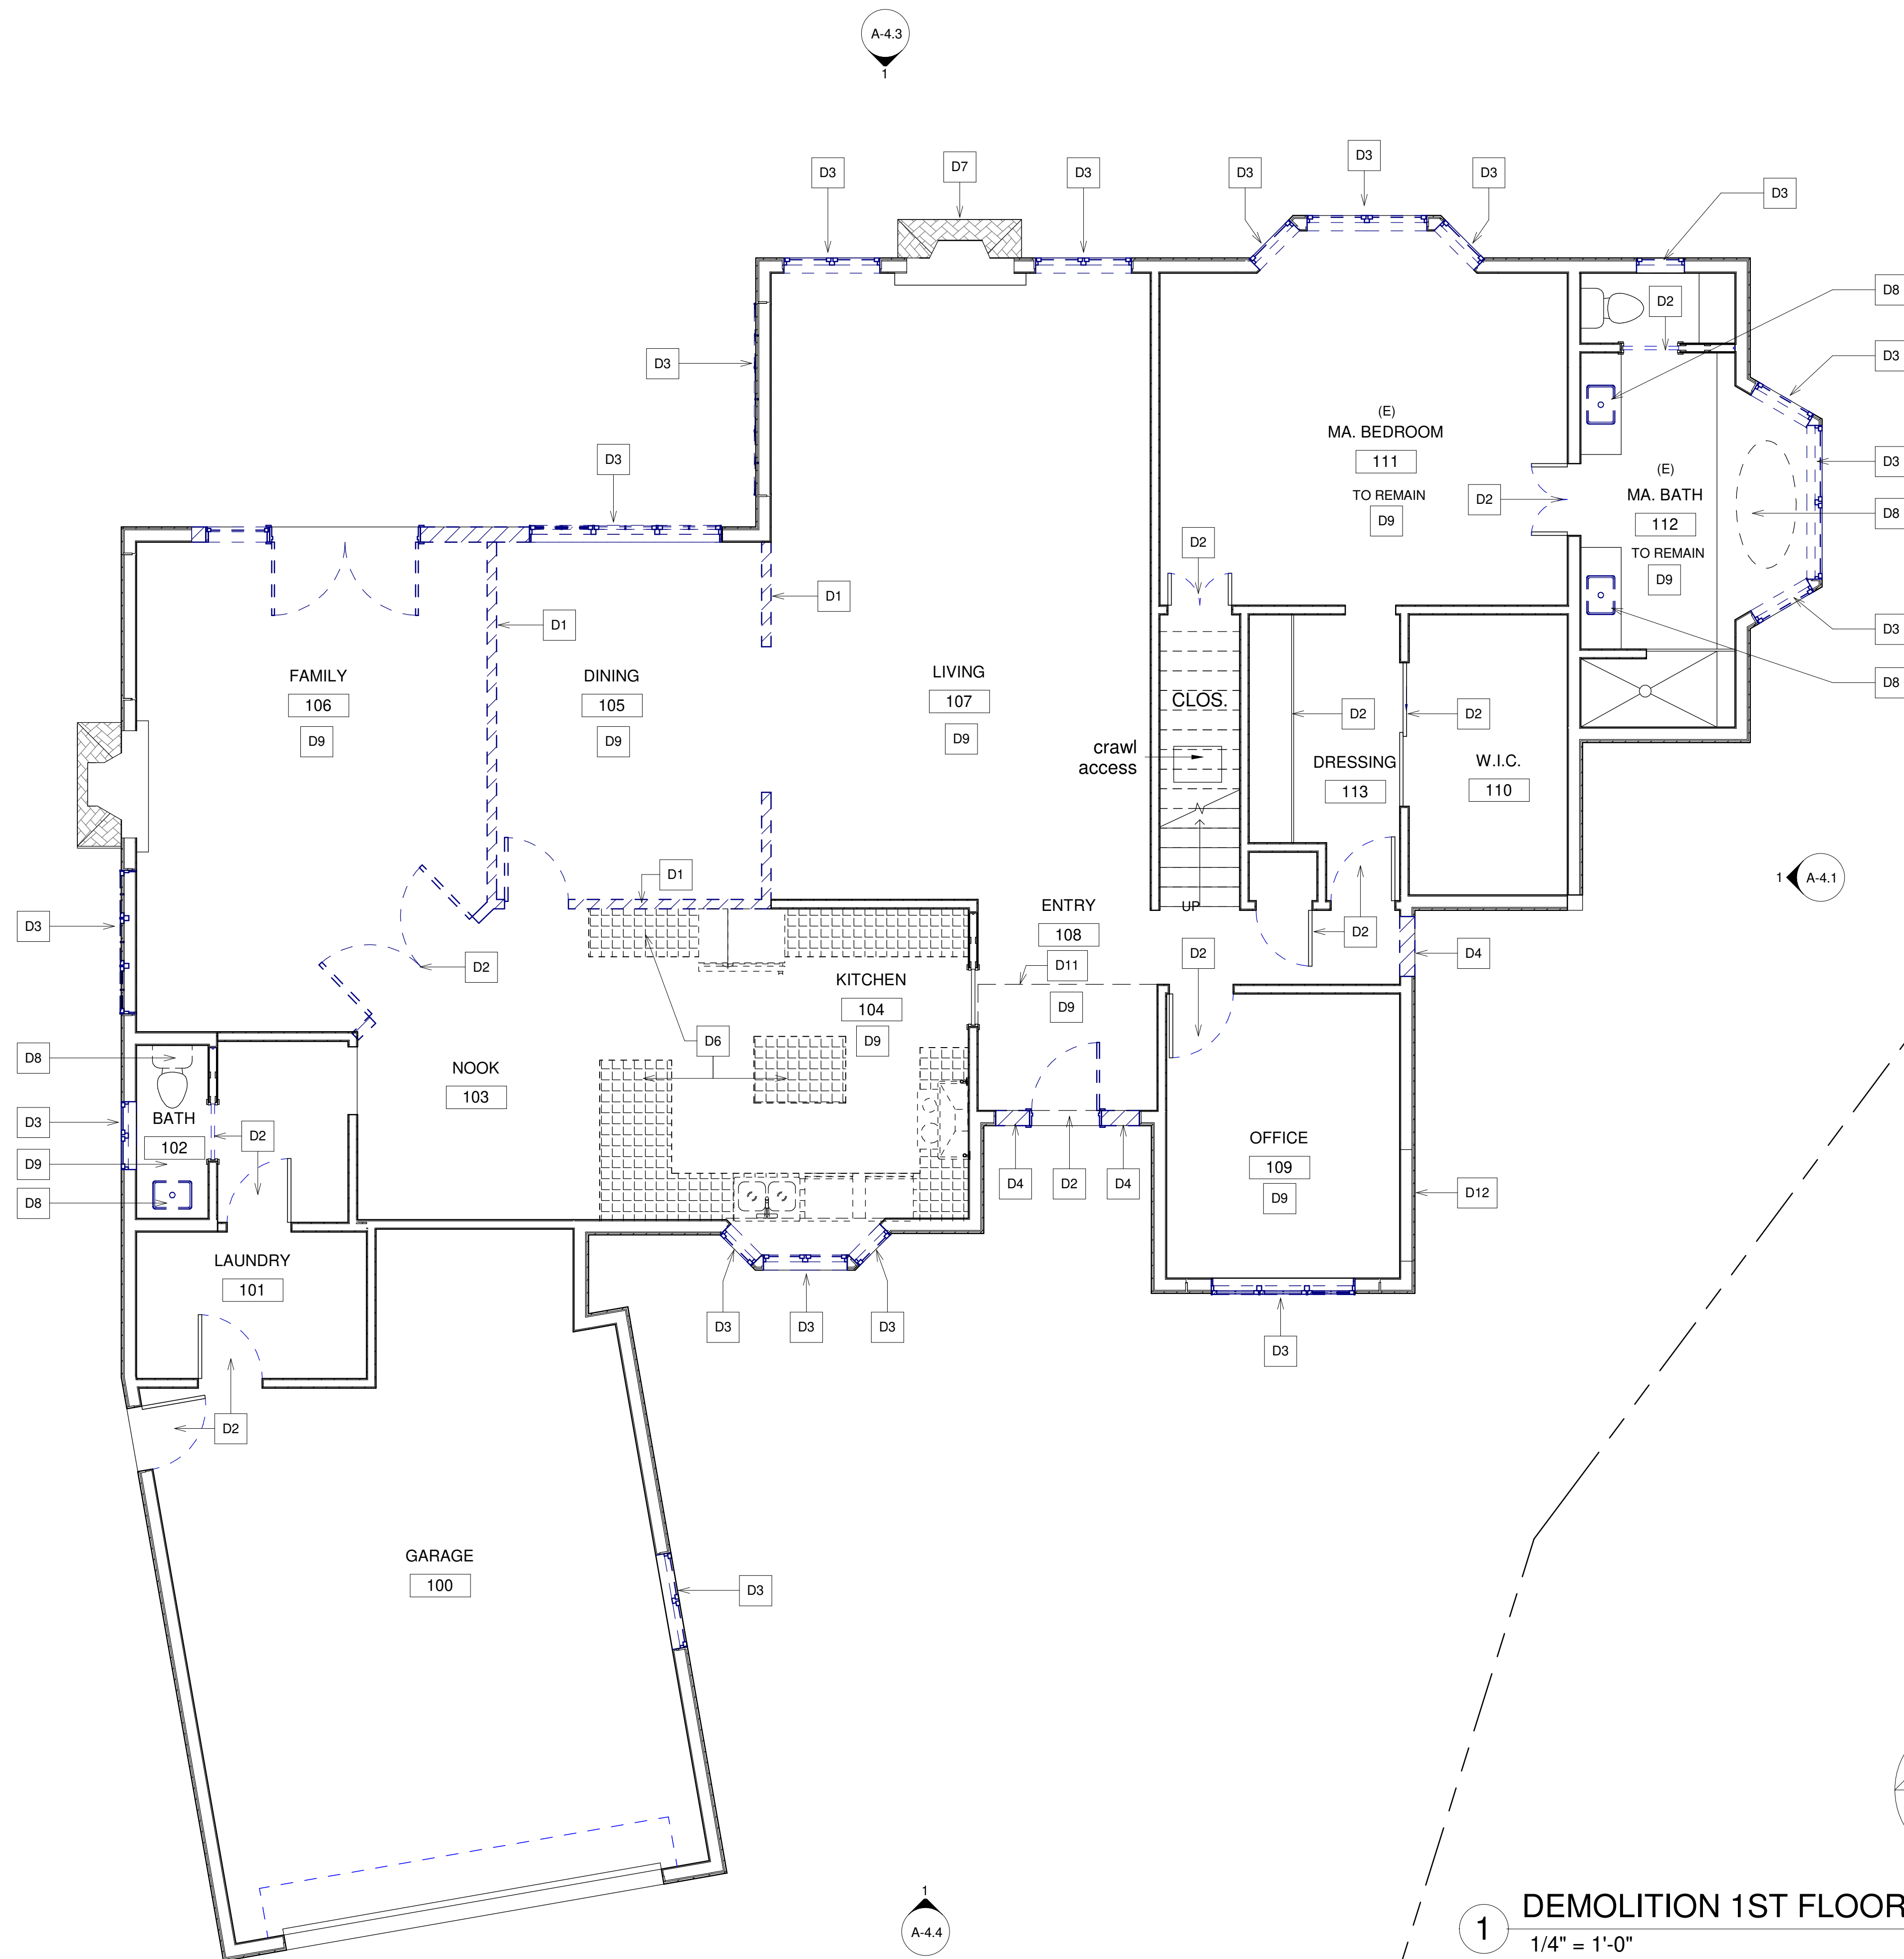 A-4.3
1
D7
D3
D3
D3
D3
D3
D3
D8
D2
D3
D3
D3
D3
(E)
MA. BEDROOM
111
TO REMAIN
D9
D2
(E)
MA. BATH
112
TO REMAIN
D9
D8
D3
D8
D2
D1
D1
FAMILY
106
D9
DINING
105
D9
LIVING
107
D9
CLOS.
crawl
access
D2
D2
DRESSING
113
W.I.C.
110
1
A-4.1
D1
UP
ENTRY
108
D11
D9
D2
D2
D4
D3
D2
KITCHEN
104
D9
D6
NOOK
103
D8
D3
BATH
102
D2
D9
D8
D4
D2
D4
OFFICE
109
D9
D12
LAUNDRY
101
D3
D3
D3
D3
D2
GARAGE
100
D3
1
A-4.4
1
DEMOLITION 1ST FLOOR
1/4" = 1'-0"